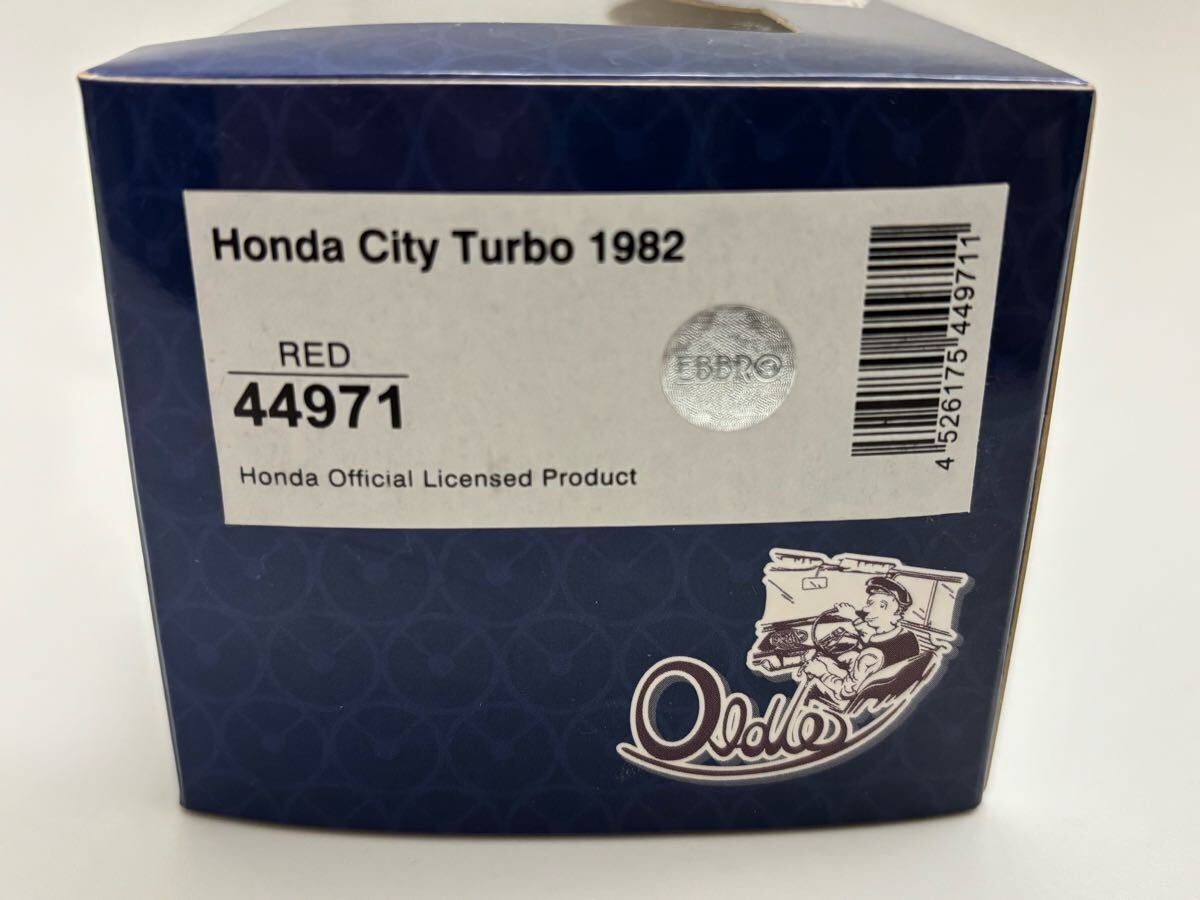 Honda City Turbo 1982
RED
44971
Honda Official Licensed Product
EBBRO
4 526175 449711
Oldies